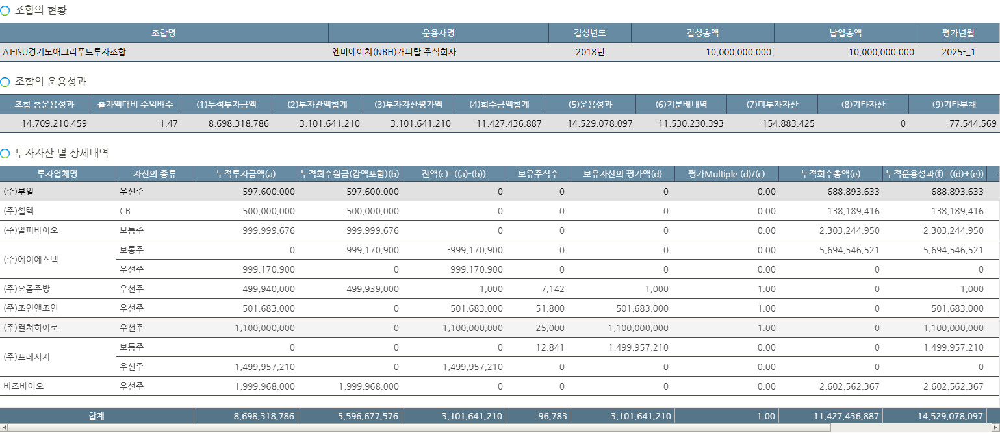 조합의 현황
조합명 운용사명 결성년도 결성총액 납입총액 평가년월
AJ-ISU경기도애그리푸드투자조합 엔비에이치(NBH)캐피탈 주식회사 2018년 10,000,000,000 10,000,000,000 2025-_1
조합의 운용성과
조합 총운용성과 출자액대비 수익배수 (1)누적투자금액 (2)투자잔액합계 (3)투자자산평가액 (4)회수금액합계 (5)운용성과 (6)기분배내역 (7)미투자자산 (8)기타자산 (9)기타부채
14,709,210,459 1.47 8,698,318,786 3,101,641,210 3,101,641,210 11,427,436,887 14,529,078,097 11,530,230,393 154,883,425 0 77,544,569
투자자산 별 상세내역
투자업체명 자산의 종류 누적투자금액(a) 누적회수원금(감액포함)(b) 잔액(c)=((a)-(b)) 보유주식수 보유자산의 평가액(d) 평가Multiple (d)/(c) 누적회수총액(e) 누적운용성과(f)=((d)+(e))
(주)부일 우선주 597,600,000 597,600,000 0 0 0 0.00 688,893,633 688,893,633
(주)셀텍 CB 500,000,000 500,000,000 0 0 0 0.00 138,189,416 138,189,416
(주)알피바이오 보통주 999,999,676 999,999,676 0 0 0 0.00 2,303,244,950 2,303,244,950
(주)에이에스텍 보통주 0 999,170,900 -999,170,900 0 0 0.00 5,694,546,521 5,694,546,521
우선주 999,170,900 0 999,170,900 0 0 0.00 0 0
(주)요즘주방 우선주 499,940,000 499,939,000 1,000 7,142 1,000 1.00 0 1,000
(주)조인앤조인 우선주 501,683,000 0 501,683,000 51,800 501,683,000 1.00 0 501,683,000
(주)컬쳐히어로 우선주 1,100,000,000 0 1,100,000,000 25,000 1,100,000,000 1.00 0 1,100,000,000
(주)프레시지 보통주 0 0 0 12,841 1,499,957,210 0.00 0 1,499,957,210
우선주 1,499,957,210 0 1,499,957,210 0 0 0.00 0 0
비즈바이오 우선주 1,999,968,000 1,999,968,000 0 0 0 0.00 2,602,562,367 2,602,562,367
합계 8,698,318,786 5,596,677,576 3,101,641,210 96,783 3,101,641,210 1.00 11,427,436,887 14,529,078,097